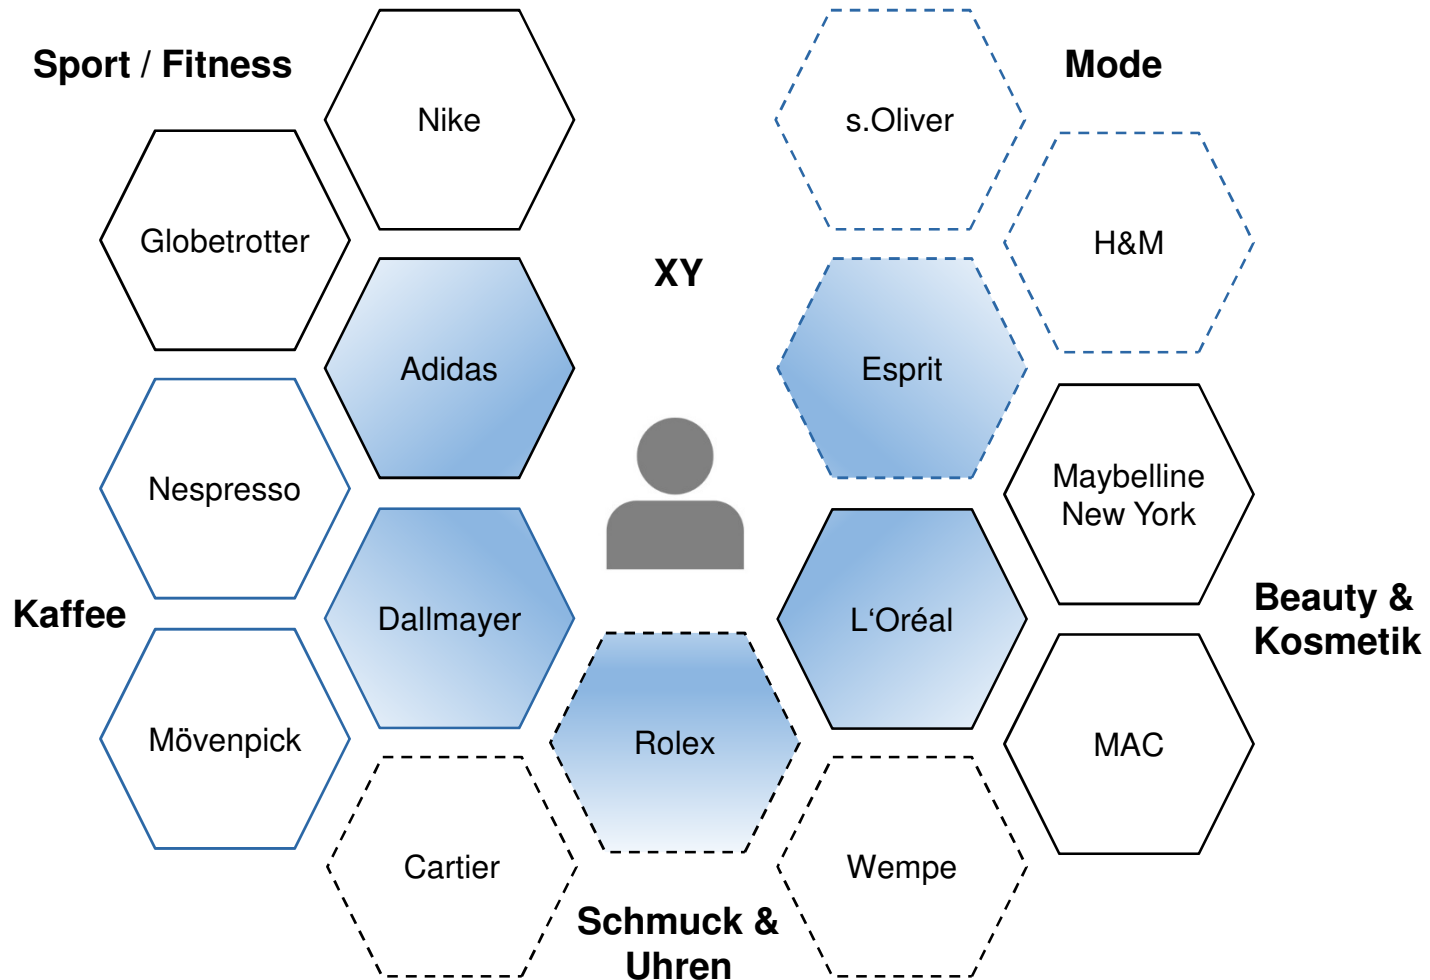 Sport / Fitness
Nike
Globetrotter
Adidas
XY
Mode
s.Oliver
H&M
Esprit
Nespresso
Kaffee
Dallmayer
Mövenpick
Maybelline
New York
L‘Oréal
Beauty &
Kosmetik
MAC
Rolex
Cartier
Wempe
Schmuck &
Uhren